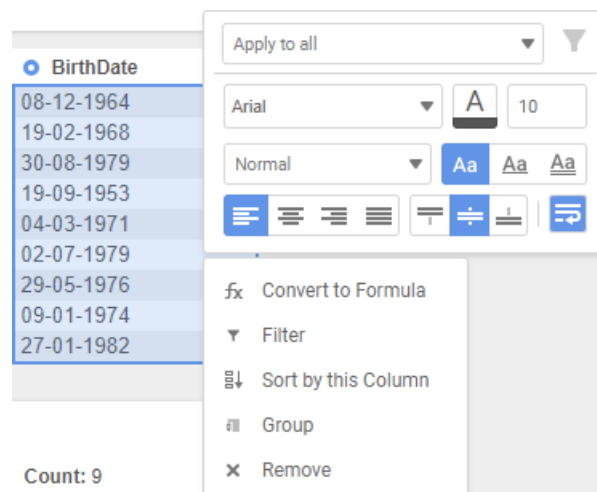 BirthDate
08-12-1964
19-02-1968
30-08-1979
19-09-1953
04-03-1971
02-07-1979
29-05-1976
09-01-1974
27-01-1982
Count: 9
Apply to all
Arial A 10
Normal Aa Aa Aa
fx Convert to Formula
Filter
Sort by this Column
Group
Remove